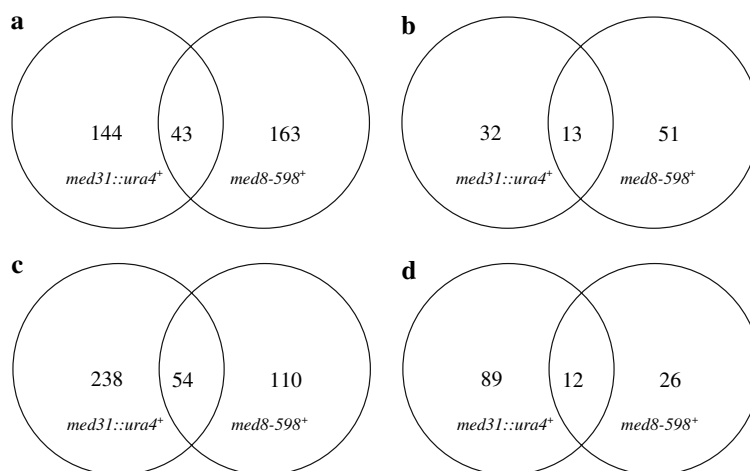 a
144 43 163
med31::ura4+ med8-598+
b
32 13 51
med31::ura4+ med8-598+
c
238 54 110
med31::ura4+ med8-598+
d
89 12 26
med31::ura4+ med8-598+